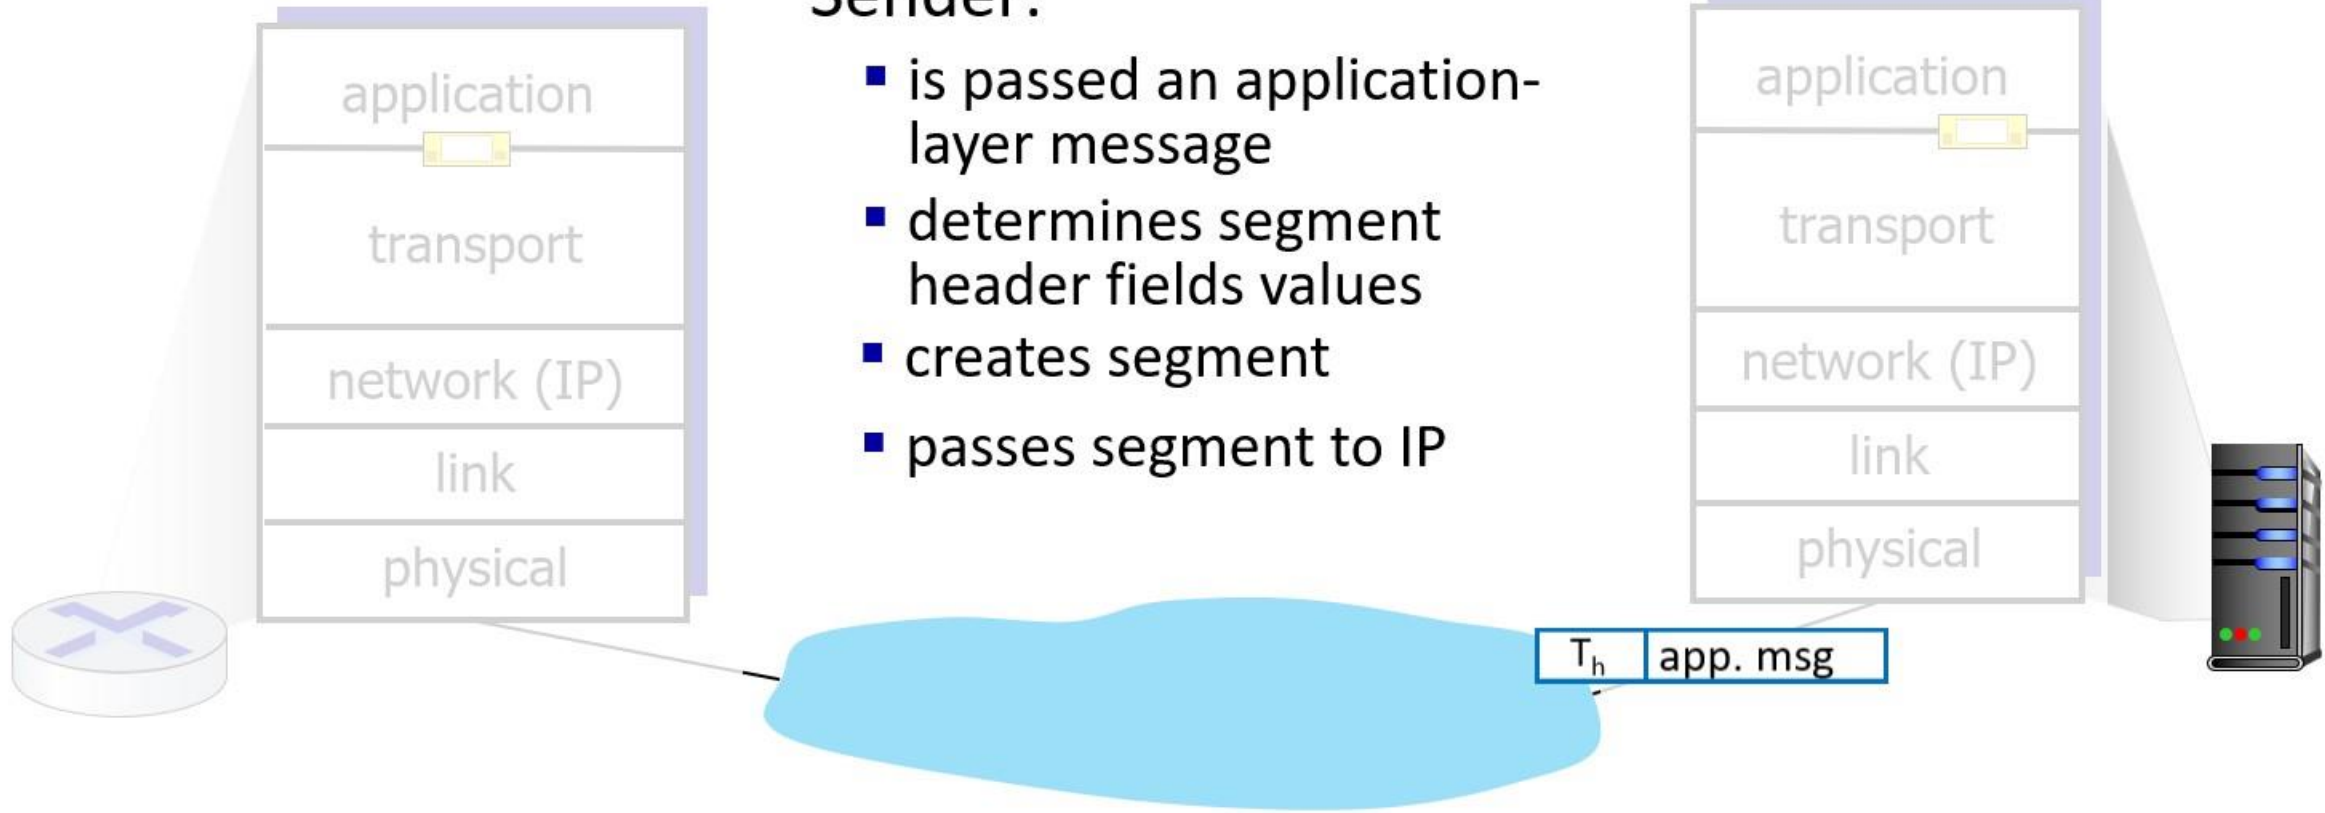 Sender:
application
transport
network (IP)
link
physical
▪ is passed an application-
layer message
▪ determines segment
header fields values
▪ creates segment
▪ passes segment to IP
application
transport
network (IP)
link
physical
Th app. msg